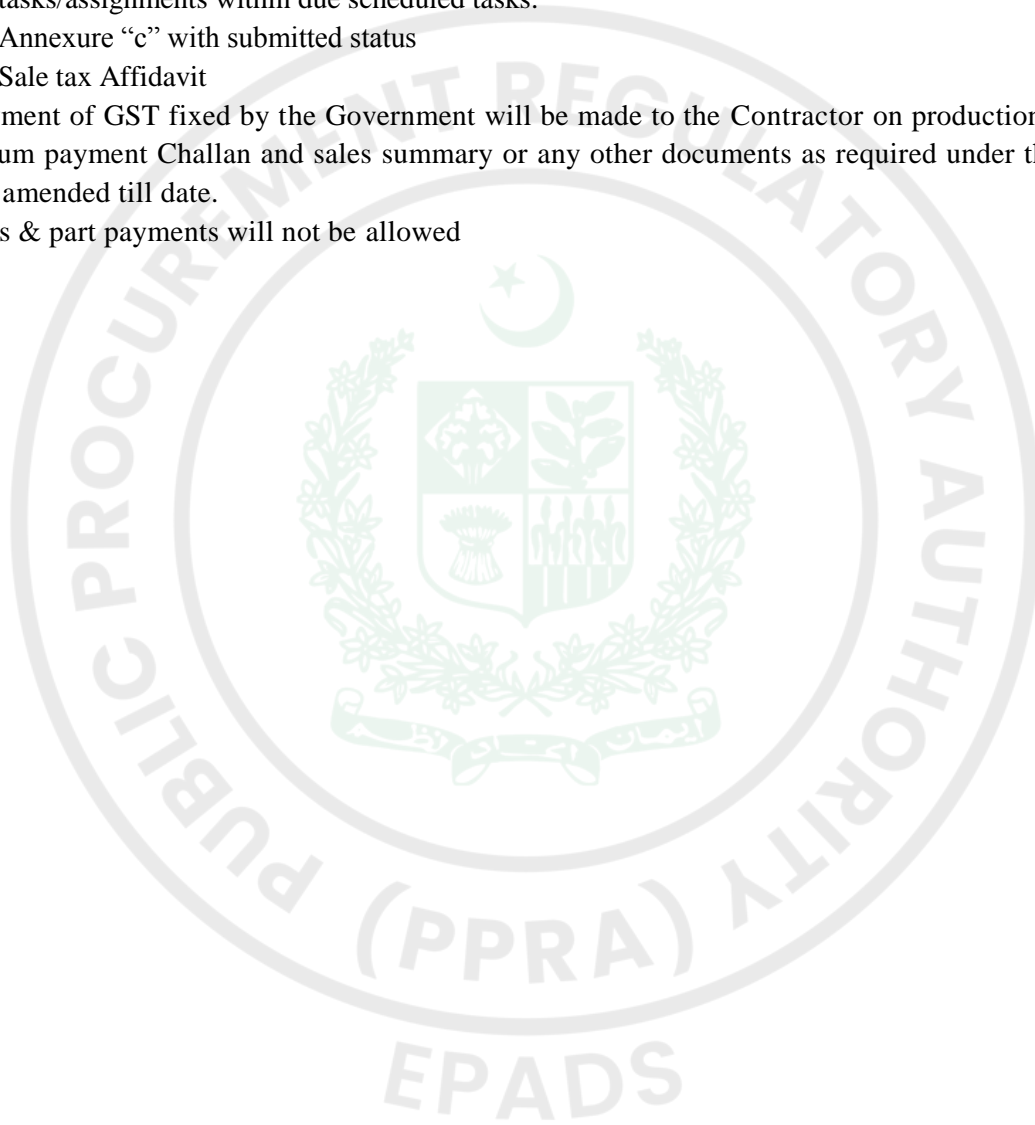 tasks/assignments within due scheduled tasks.
Annexure “c” with submitted status
Sale tax Affidavit
ment of GST fixed by the Government will be made to the Contractor on production
um payment Challan and sales summary or any other documents as required under th
amended till date.
s & part payments will not be allowed
PUBLIC PROCUREMENT REGULATORY AUTHORITY
(PPRA)
EPADS